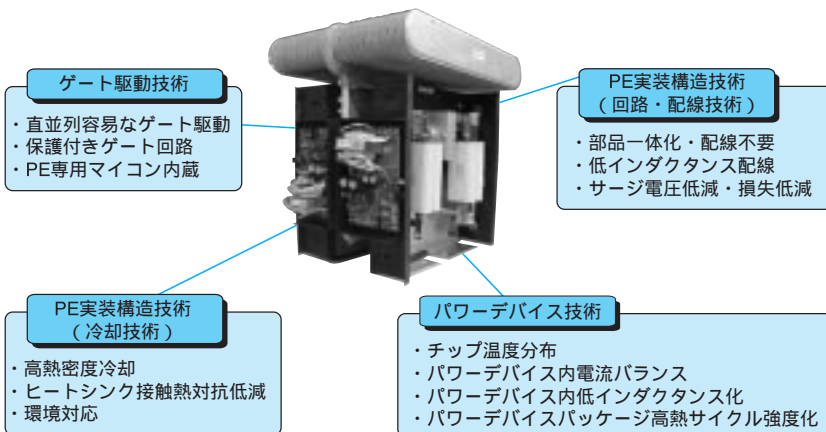 ゲート駆動技術
・直並列容易なゲート駆動
・保護付きゲート回路
・PE専用マイコン内蔵
PE実装構造技術
（回路・配線技術）
・部品一体化・配線不要
・低インダクタンス配線
・サージ電圧低減・損失低減
PE実装構造技術
（冷却技術）
・高熱密度冷却
・ヒートシンク接触熱対抗低減
・環境対応
パワーデバイス技術
・チップ温度分布
・パワーデバイス内電流バランス
・パワーデバイス内低インダクタンス化
・パワーデバイスパッケージ高熱サイクル強度化